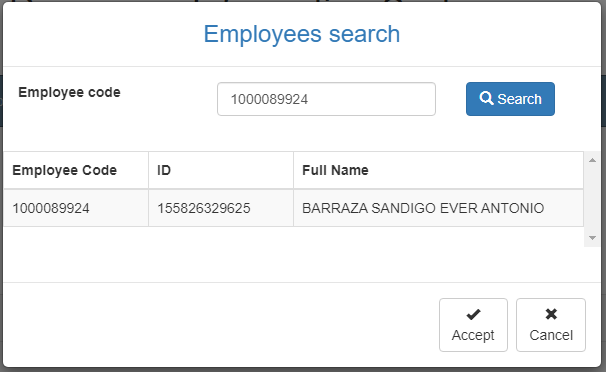 Employees search
Employee code 1000089924 Search
Employee Code ID Full Name
1000089924 155826329625 BARRAZA SANDIGO EVER ANTONIO
Accept Cancel